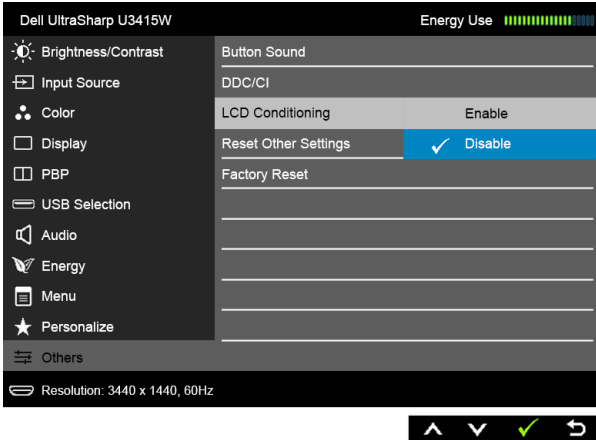 Dell UltraSharp U3415W Energy Use
Brightness/Contrast Button Sound
Input Source DDC/CI
Color LCD Conditioning Enable
Display Reset Other Settings Disable
PBP Factory Reset
USB Selection
Audio
Energy
Menu
Personalize
Others
Resolution: 3440 x 1440, 60Hz